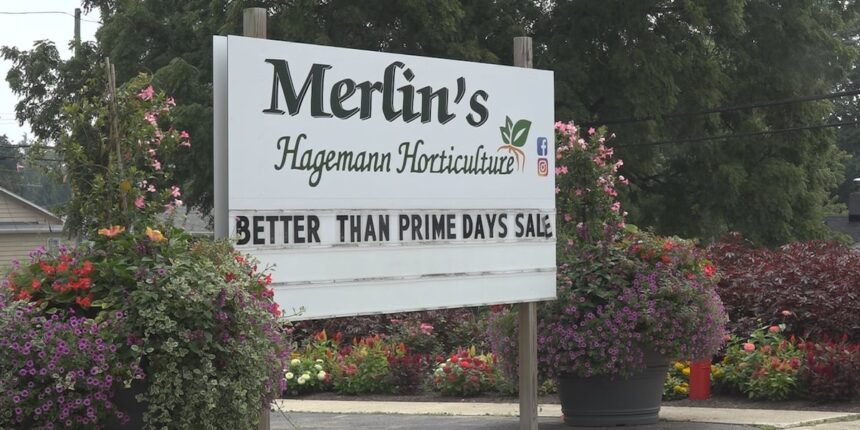 Merlin's
Hagemann Horticulture
BETTER THAN PRIME DAYS SALE